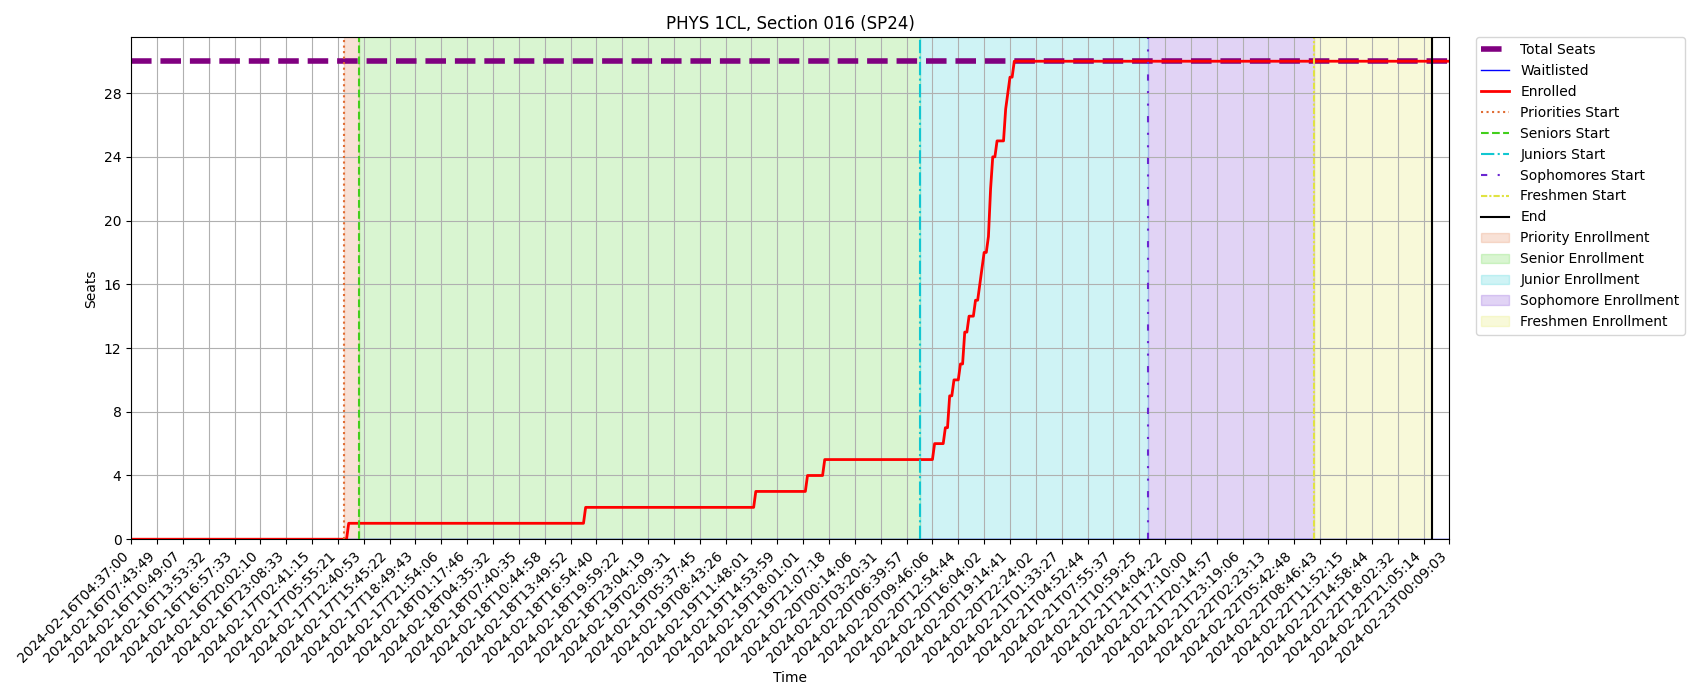 PHYS 1CL, Section 016 (SP24)
Seats
28
24
20
16
12
8
4
0
2024-02-16T04:37:00
2024-02-16T07:43:49
2024-02-16T10:49:07
2024-02-16T13:53:32
2024-02-16T16:57:33
2024-02-16T20:02:10
2024-02-16T23:08:33
2024-02-17T02:41:15
2024-02-17T05:55:21
2024-02-17T12:40:53
2024-02-17T15:45:22
2024-02-17T18:49:43
2024-02-17T21:54:06
2024-02-18T01:17:46
2024-02-18T04:35:32
2024-02-18T07:40:35
2024-02-18T10:44:58
2024-02-18T13:49:52
2024-02-18T16:54:40
2024-02-18T19:59:22
2024-02-18T23:04:19
2024-02-19T02:09:31
2024-02-19T05:37:45
2024-02-19T08:43:26
2024-02-19T11:48:01
2024-02-19T14:53:59
2024-02-19T18:01:01
2024-02-19T21:07:18
2024-02-20T00:14:06
2024-02-20T03:20:31
2024-02-20T06:39:57
2024-02-20T09:46:06
2024-02-20T12:54:44
2024-02-20T16:04:02
2024-02-20T19:14:41
2024-02-20T22:24:02
2024-02-21T01:33:27
2024-02-21T04:52:44
2024-02-21T07:55:37
2024-02-21T10:59:25
2024-02-21T14:04:22
2024-02-21T17:10:00
2024-02-21T20:14:57
2024-02-21T23:19:06
2024-02-22T02:23:13
2024-02-22T05:42:48
2024-02-22T08:46:43
2024-02-22T11:52:15
2024-02-22T14:58:44
2024-02-22T18:02:32
2024-02-22T21:05:14
2024-02-23T00:09:03
Time
Total Seats
Waitlisted
Enrolled
Priorities Start
Seniors Start
Juniors Start
Sophomores Start
Freshmen Start
End
Priority Enrollment
Senior Enrollment
Junior Enrollment
Sophomore Enrollment
Freshmen Enrollment